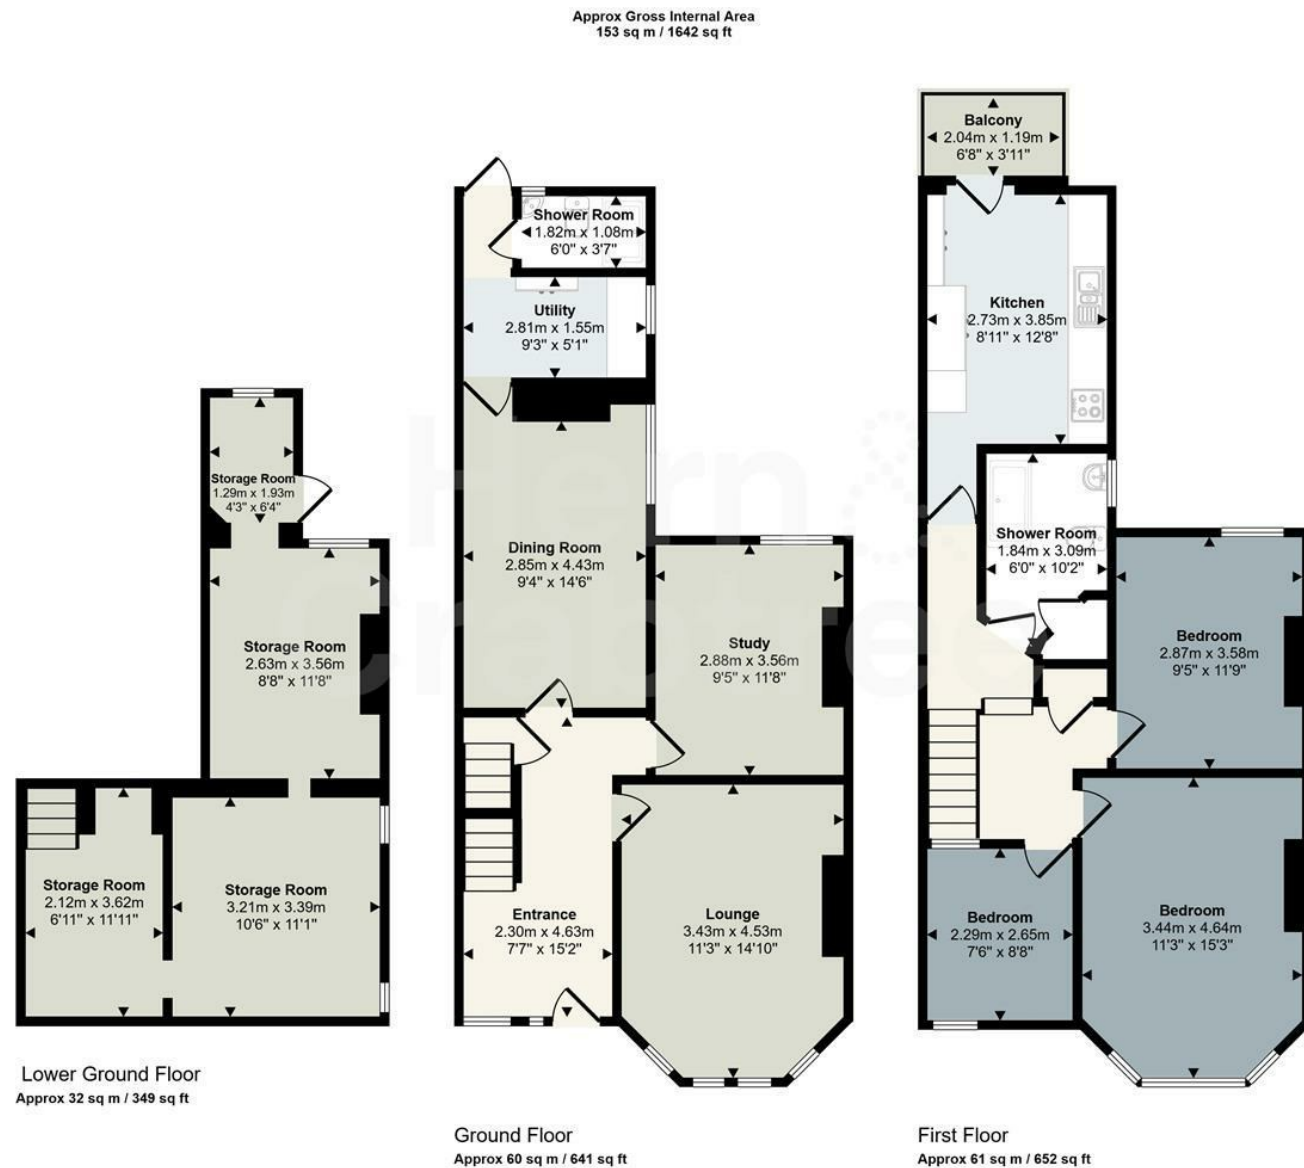 Approx Gross Internal Area
153 sq m / 1642 sq ft
Storage Room
1.29m x 1.93m
4'3" x 6'4"
Storage Room
2.63m x 3.56m
8'8" x 11'8"
Storage Room
2.12m x 3.62m
6'11" x 11'11"
Storage Room
3.21m x 3.39m
10'6" x 11'1"
Lower Ground Floor
Approx 32 sq m / 349 sq ft
Shower Room
1.82m x 1.08m
6'0" x 3'7"
Utility
2.81m x 1.55m
9'3" x 5'1"
Dining Room
2.85m x 4.43m
9'4" x 14'6"
Study
2.88m x 3.56m
9'5" x 11'8"
Entrance
2.30m x 4.63m
7'7" x 15'2"
Lounge
3.43m x 4.53m
11'3" x 14'10"
Ground Floor
Approx 60 sq m / 641 sq ft
Balcony
2.04m x 1.19m
6'8" x 3'11"
Kitchen
2.73m x 3.85m
8'11" x 12'8"
Shower Room
1.84m x 3.09m
6'0" x 10'2"
Bedroom
2.87m x 3.58m
9'5" x 11'9"
Bedroom
2.29m x 2.65m
7'6" x 8'8"
Bedroom
3.44m x 4.64m
11'3" x 15'3"
First Floor
Approx 61 sq m / 652 sq ft
Hern &
Crabtree